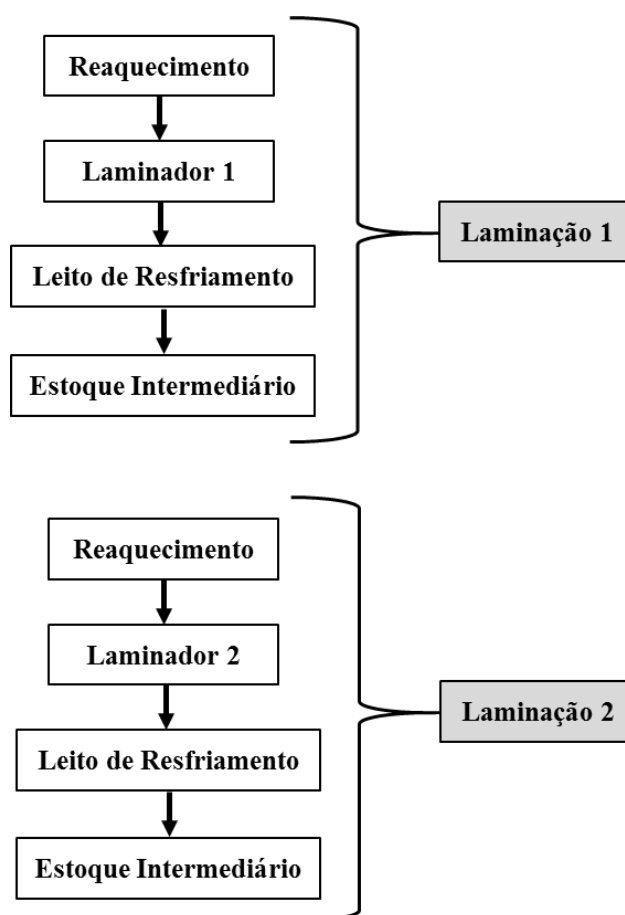 Reaquecimento
Laminador 1
Laminação 1
Leito de Resfriamento
Estoque Intermediário
Reaquecimento
Laminador 2
Laminação 2
Leito de Resfriamento
Estoque Intermediário